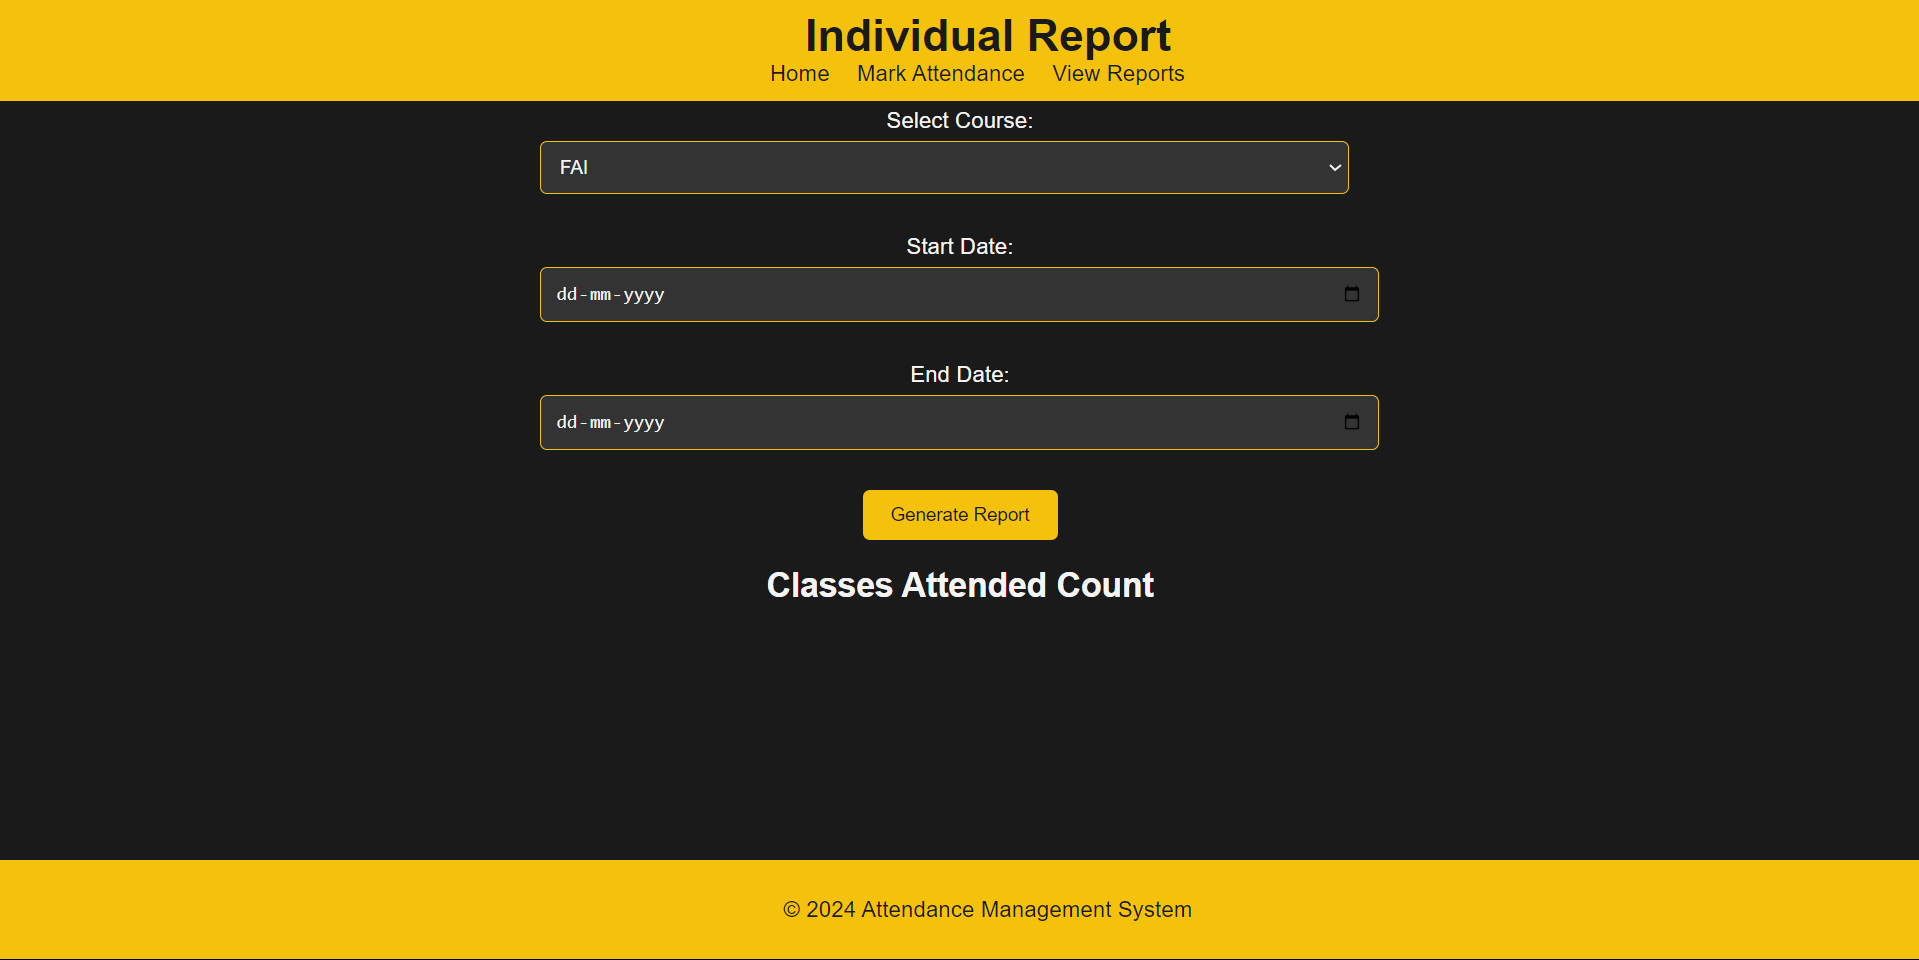 Individual Report
Home Mark Attendance View Reports
Select Course:
FAI
Start Date:
dd-mm-yyyy
End Date:
dd-mm-yyyy
Generate Report
Classes Attended Count
© 2024 Attendance Management System